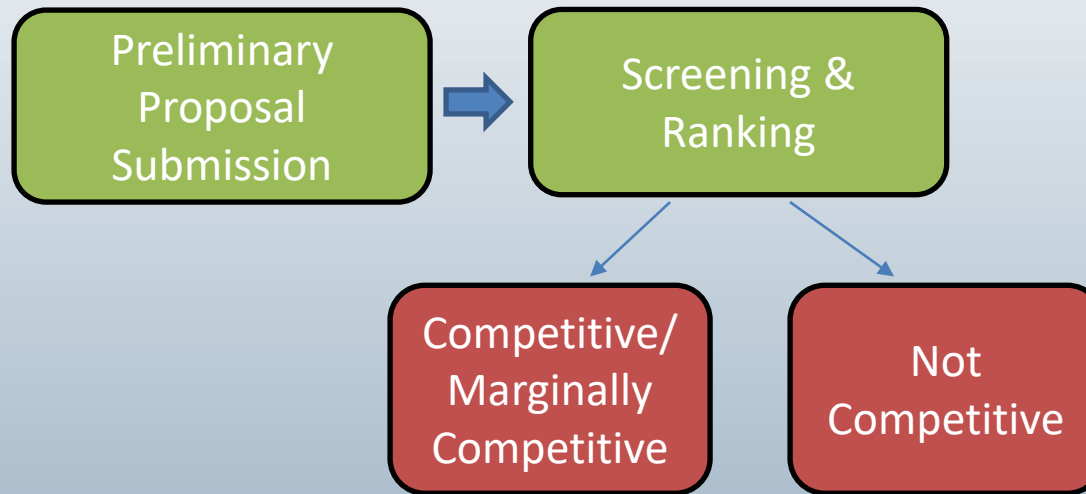 Preliminary
Proposal
Submission
Screening &
Ranking
Competitive/
Marginally
Competitive
Not
Competitive